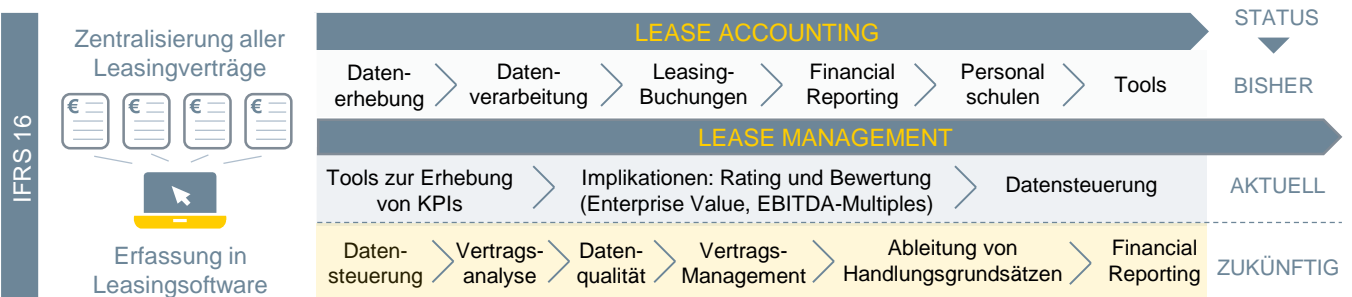 IFRS 16
Zentralisierung aller
Leasingverträge
€ € € €
Erfassung in
Leasingsoftware
LEASE ACCOUNTING
STATUS
Daten-
erhebung
Daten-
verarbeitung
Leasing-
Buchungen
Financial
Reporting
Personal
schulen
Tools
BISHER
LEASE MANAGEMENT
Tools zur Erhebung
von KPIs
Implikationen: Rating und Bewertung
(Enterprise Value, EBITDA-Multiples)
Datensteuerung
AKTUELL
Daten-
steuerung
Vertrags-
analyse
Daten-
qualität
Vertrags-
Management
Ableitung von
Handlungsgrundsätzen
Financial
Reporting
ZUKÜNFTIG